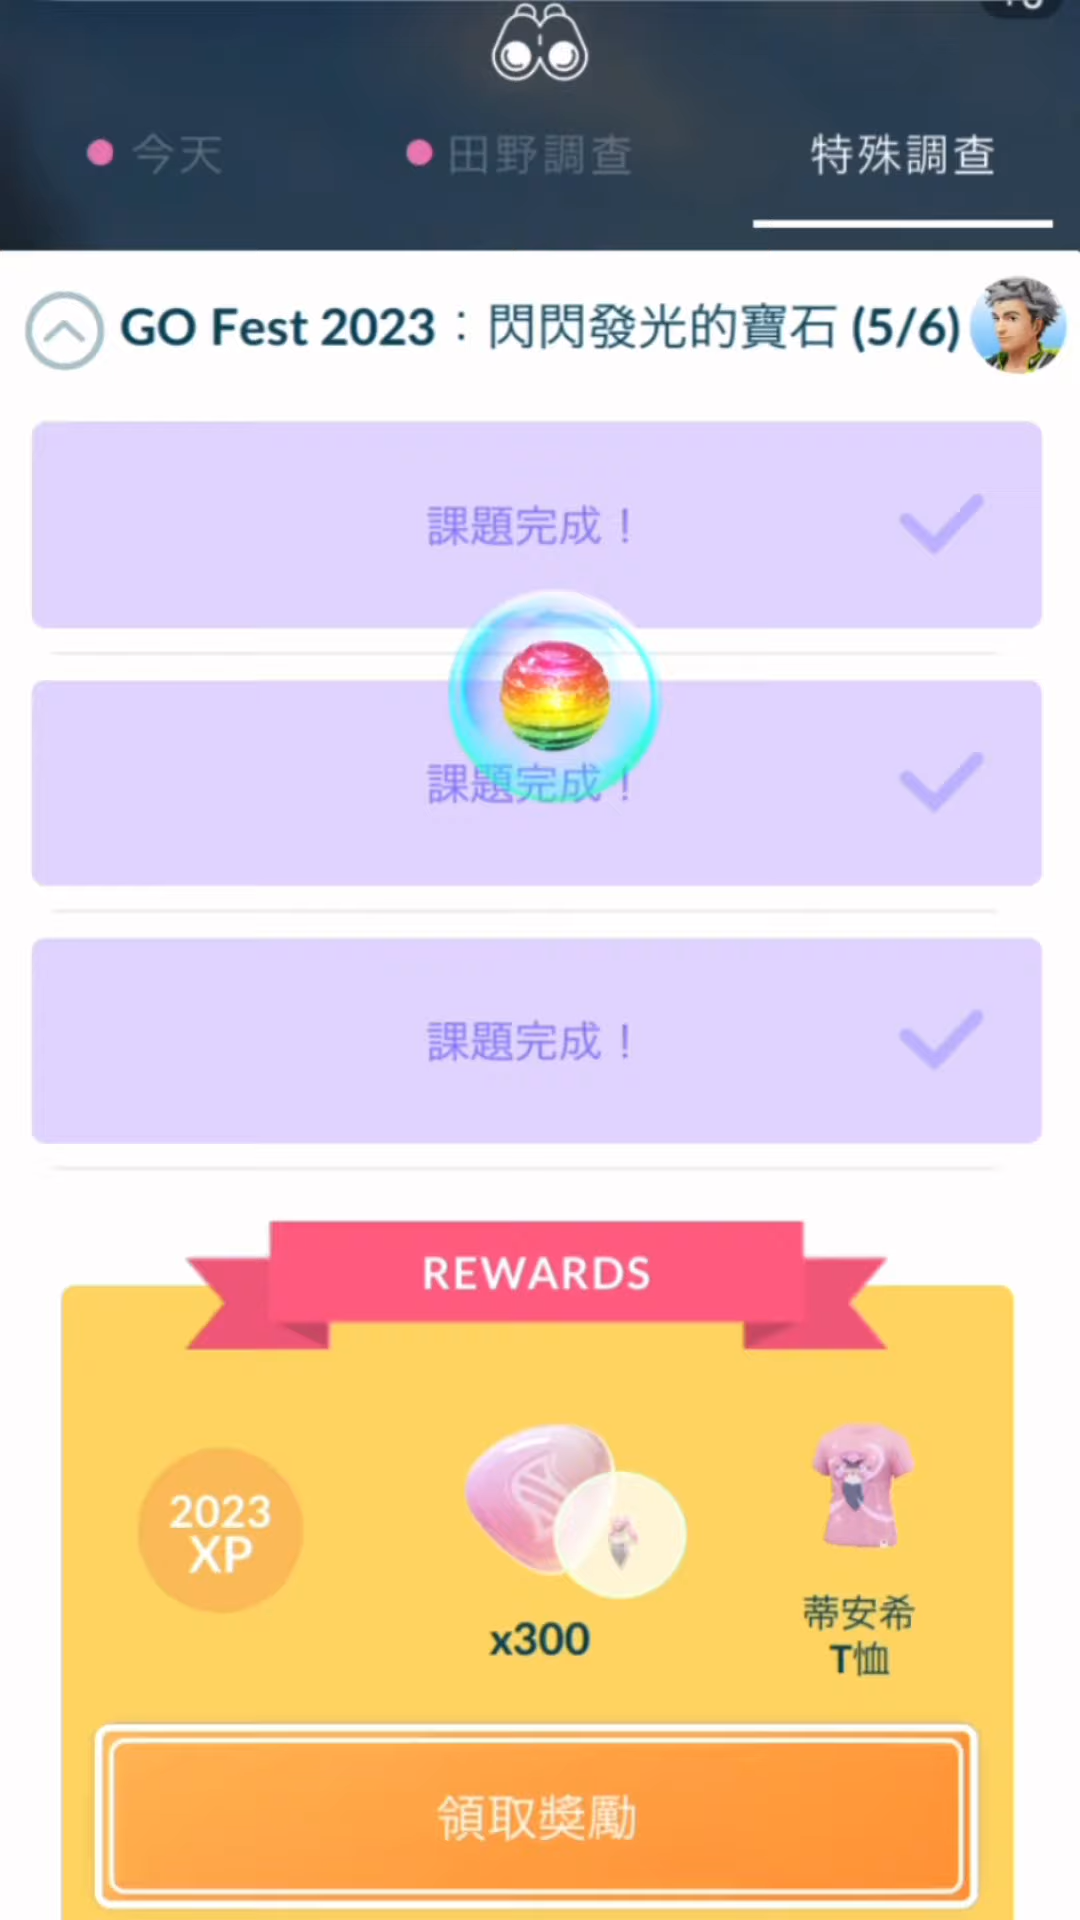 今天
田野調查
特殊調查
GO Fest 2023：閃閃發光的寶石 (5/6)
課題完成！
課題完成！
課題完成！
REWARDS
2023
XP
x300
蒂安希
T恤
領取獎勵